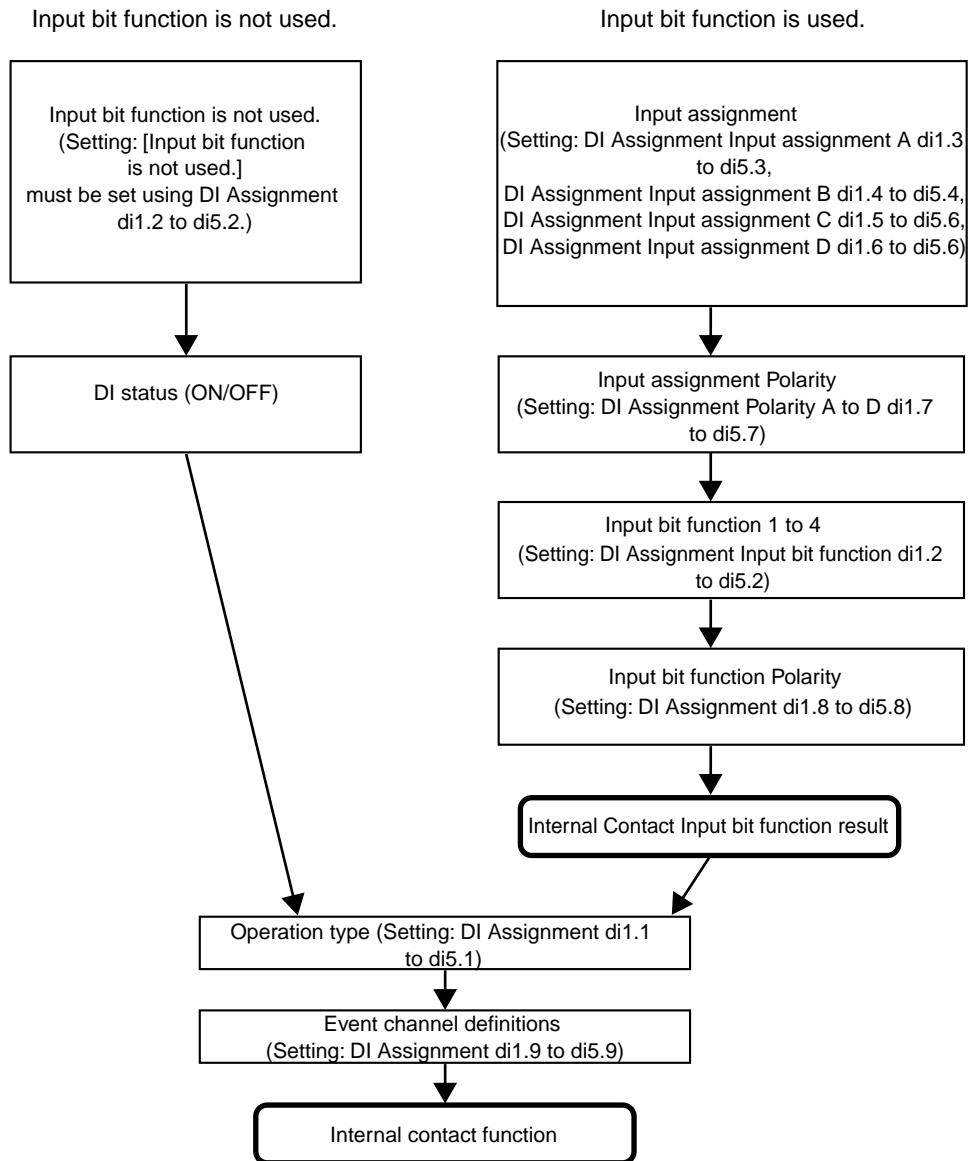 Input bit function is not used.
Input bit function is not used.
(Setting: [Input bit function
is not used.]
must be set using DI Assignment
di1.2 to di5.2.)
DI status (ON/OFF)
Input bit function is used.
Input assignment
(Setting: DI Assignment Input assignment A di1.3
to di5.3,
DI Assignment Input assignment B di1.4 to di5.4,
DI Assignment Input assignment C di1.5 to di5.6,
DI Assignment Input assignment D di1.6 to di5.6)
Input assignment Polarity
(Setting: DI Assignment Polarity A to D di1.7
to di5.7)
Input bit function 1 to 4
(Setting: DI Assignment Input bit function di1.2
to di5.2)
Input bit function Polarity
(Setting: DI Assignment di1.8 to di5.8)
Internal Contact Input bit function result
Operation type (Setting: DI Assignment di1.1
to di5.1)
Event channel definitions
(Setting: DI Assignment di1.9 to di5.9)
Internal contact function